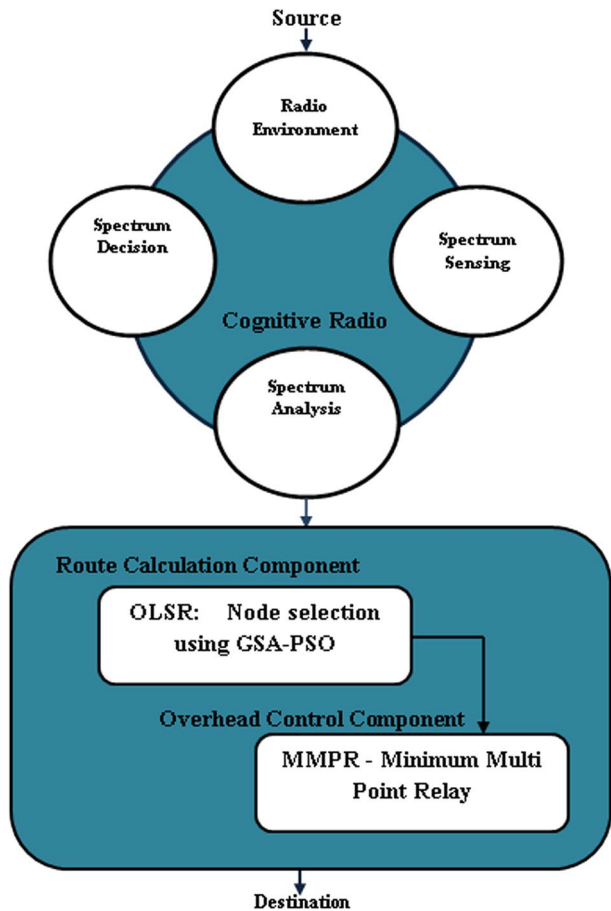 Source
Radio
Environment
Spectrum
Decision
Spectrum
Sensing
Cognitive Radio
Spectrum
Analysis
Route Calculation Component
OLSR: Node selection
using GSA-PSO
Overhead Control Component
MMPR - Minimum Multi
Point Relay
Destination